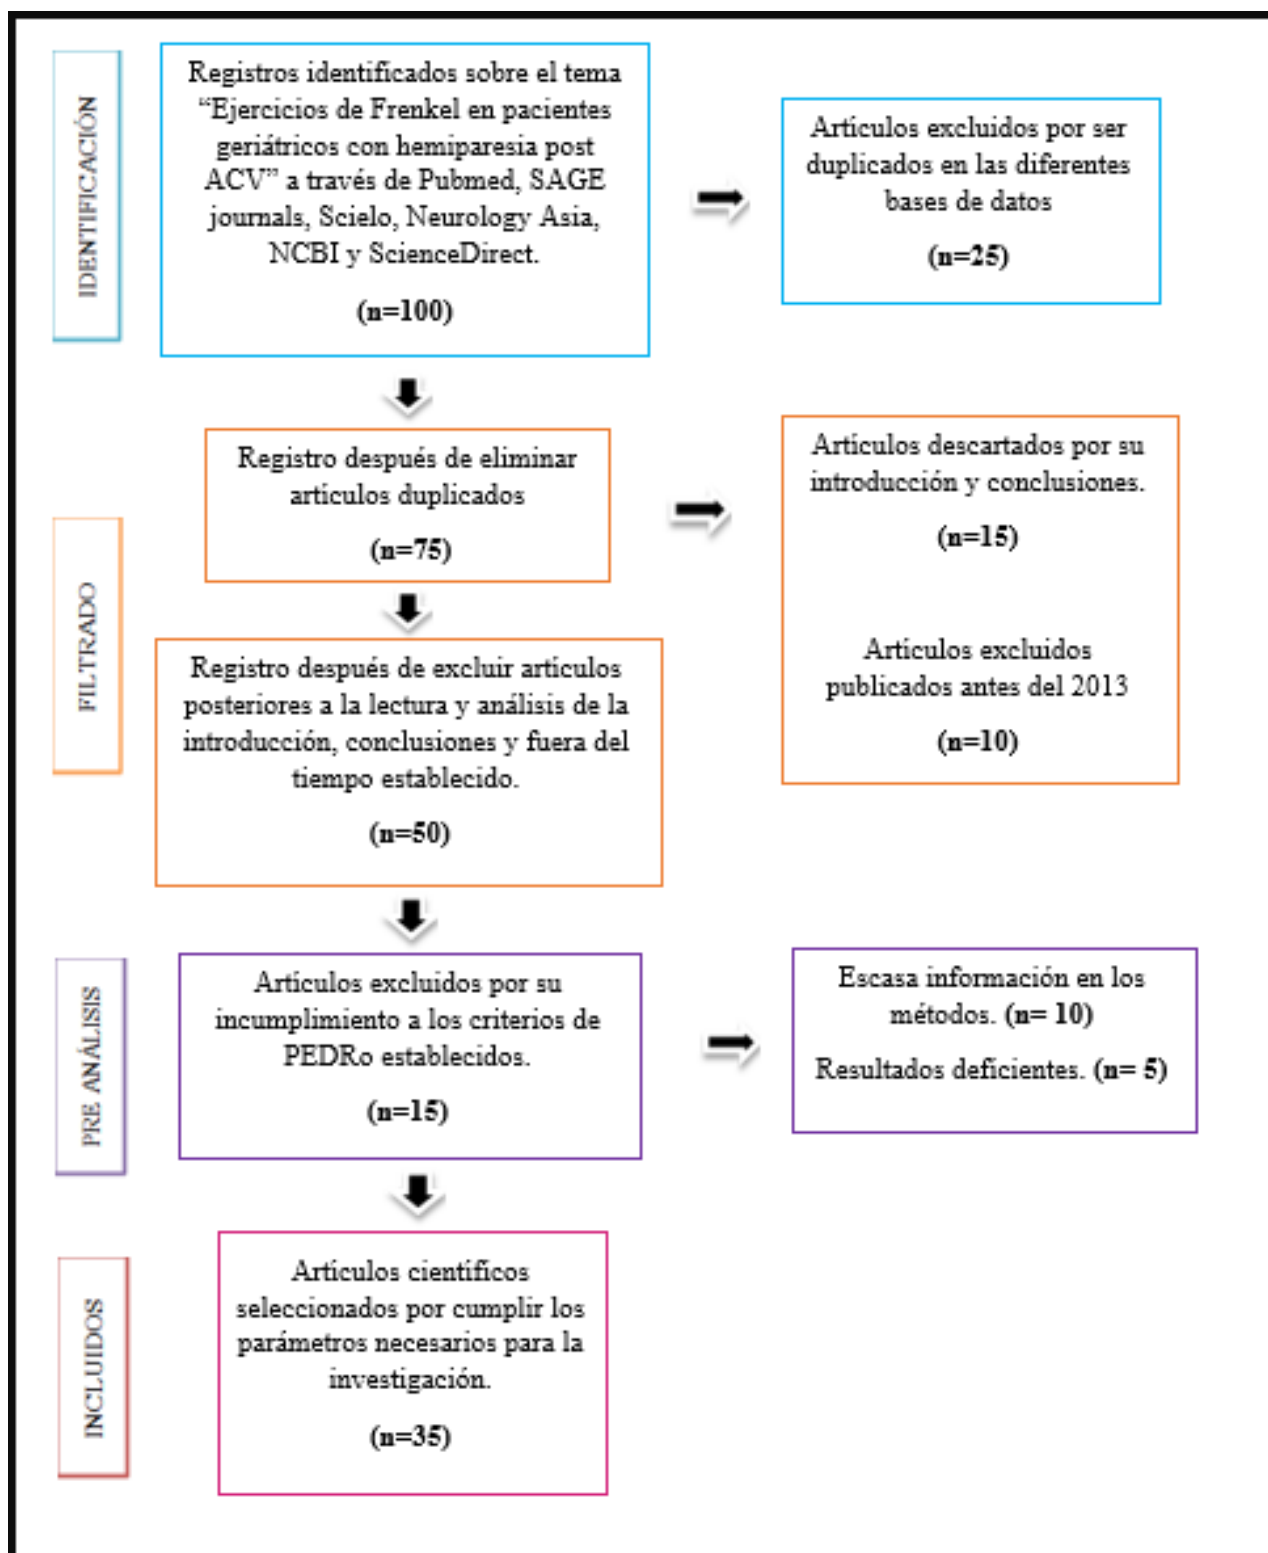 IDENTIFICACIÓN
Registros identificados sobre el tema
“Ejercicios de Frenkel en pacientes
geriátricos con hemiparesia post
ACV” a través de Pubmed, SAGE
journals, Scielo, Neurology Asia,
NCBI y ScienceDirect.
(n=100)
Artículos excluidos por ser
duplicados en las diferentes
bases de datos
(n=25)
FILTRADO
Registro después de eliminar
artículos duplicados
(n=75)
Artículos descartados por su
introducción y conclusiones.
(n=15)
Artículos excluidos
publicados antes del 2013
(n=10)
Registro después de excluir artículos
posteriores a la lectura y análisis de la
introducción, conclusiones y fuera del
tiempo establecido.
(n=50)
PRE ANÁLISIS
Artículos excluidos por su
incumplimiento a los criterios de
PEDRo establecidos.
(n=15)
Escasa información en los
métodos. (n= 10)
Resultados deficientes. (n= 5)
INCLUIDOS
Artículos científicos
seleccionados por cumplir los
parámetros necesarios para la
investigación.
(n=35)